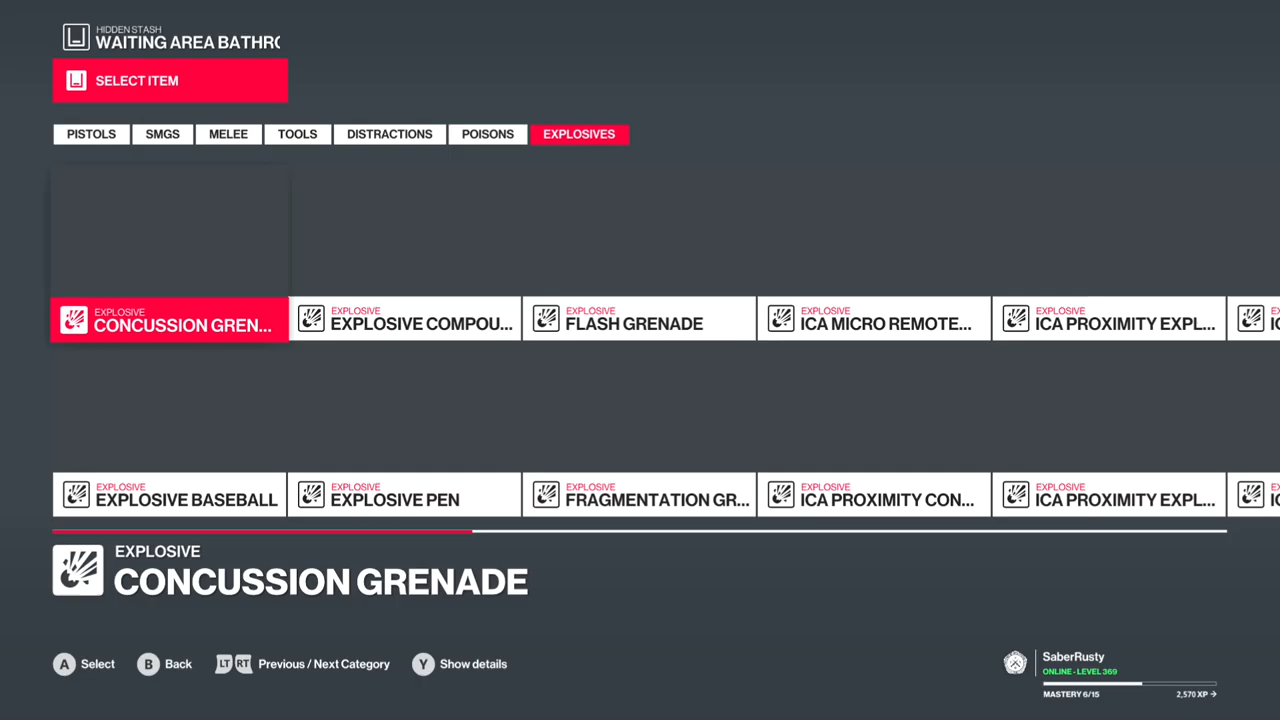 HIDDEN STASH
WAITING AREA BATHR
SELECT ITEM
PISTOLS SMGS MELEE TOOLS DISTRACTIONS POISONS EXPLOSIVES
EXPLOSIVE EXPLOSIVE EXPLOSIVE EXPLOSIVE EXPLOSIVE
CONCUSSION GREN... EXPLOSIVE COMPOU... FLASH GRENADE ICA MICRO REMOTE... ICA PROXIMITY EXPL...
EXPLOSIVE EXPLOSIVE EXPLOSIVE EXPLOSIVE EXPLOSIVE
EXPLOSIVE BASEBALL EXPLOSIVE PEN FRAGMENTATION GR... ICA PROXIMITY CON... ICA PROXIMITY EXPL...
EXPLOSIVE
CONCUSSION GRENADE
A Select B Back LT RT Previous / Next Category Y Show details
SaberRusty
ONLINE - LEVEL 369
MASTERY 6/15 2,570 XP →